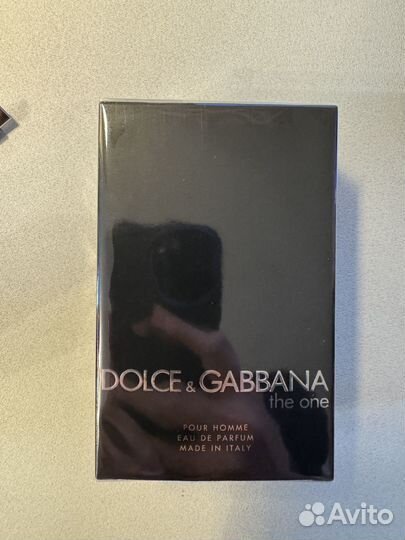 DOLCE & GABBANA
the one
POUR HOMME
EAU DE PARFUM
MADE IN ITALY
Avito